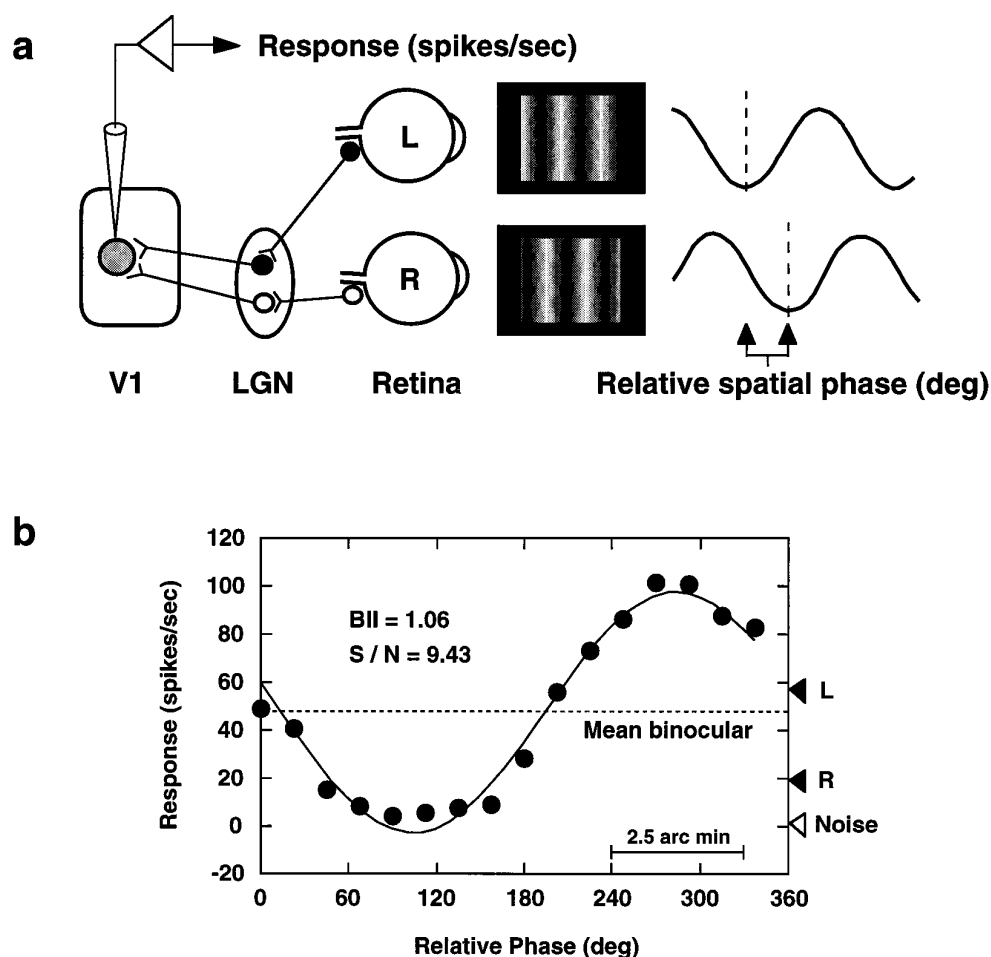 a
Response (spikes/sec)
L
R
V1 LGN Retina Relative spatial phase (deg)
b
120
100
80
60
40
20
0
-20
Response (spikes/sec)
BII = 1.06
S / N = 9.43
Mean binocular
L
R
Noise
2.5 arc min
0 60 120 180 240 300 360
Relative Phase (deg)